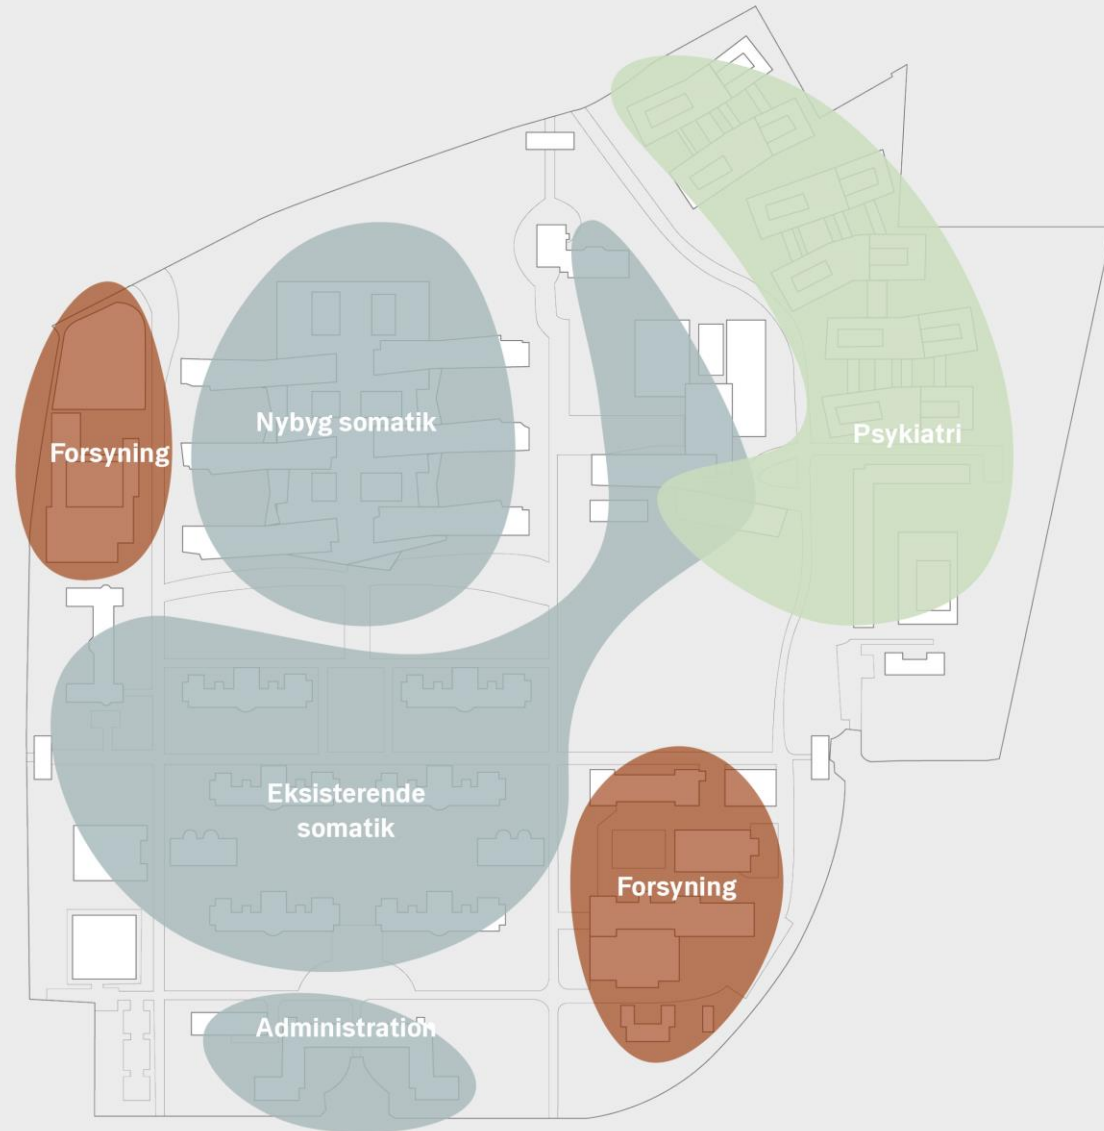 Nybyg somatik
Psykiatri
Forsyning
Eksisterende
somatik
Forsyning
Administration